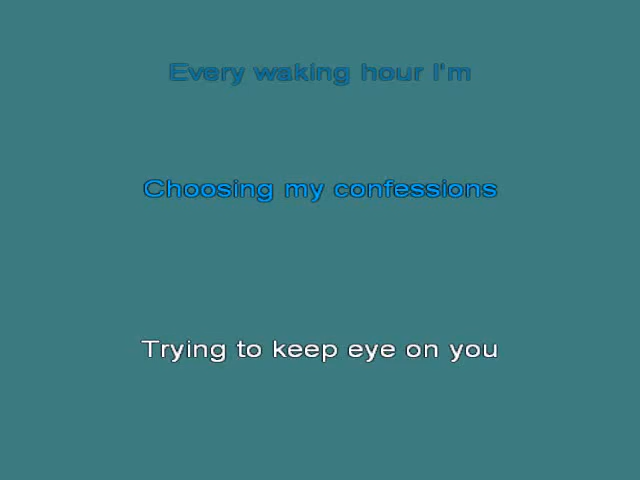 Every waking hour I'm
Choosing my confessions
Trying to keep eye on you